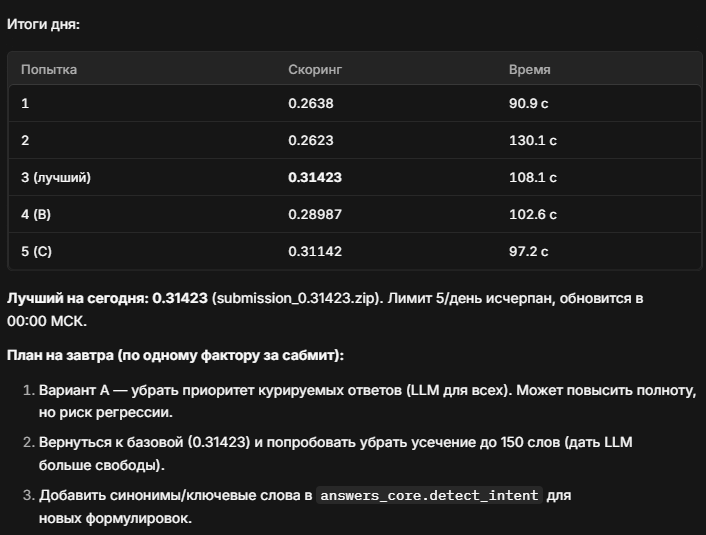 Итоги дня:
Попытка Скоринг Время
1 0.2638 90.9 с
2 0.2623 130.1 с
3 (лучший) 0.31423 108.1 с
4 (B) 0.28987 102.6 с
5 (C) 0.31142 97.2 с
Лучший на сегодня: 0.31423 (submission_0.31423.zip). Лимит 5/день исчерпан, обновится в
00:00 МСК.
План на завтра (по одному фактору за сабмит):
1. Вариант А — убрать приоритет курируемых ответов (LLM для всех). Может повысить полноту,
но риск регрессии.
2. Вернуться к базовой (0.31423) и попробовать убрать усечение до 150 слов (дать LLM
больше свободы).
3. Добавить синонимы/ключевые слова в answers_core.detect_intent для
новых формулировок.